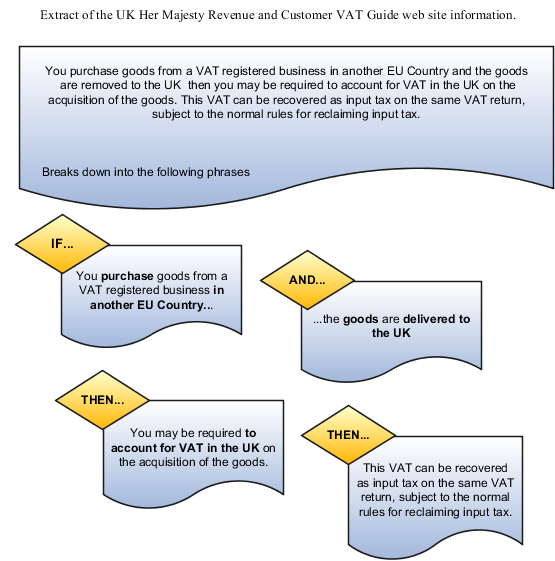 Extract of the UK Her Majesty Revenue and Customer VAT Guide web site information.
You purchase goods from a VAT registered business in another EU Country and the goods
are removed to the UK then you may be required to account for VAT in the UK on the
acquisition of the goods. This VAT can be recovered as input tax on the same VAT return,
subject to the normal rules for reclaiming input tax.
Breaks down into the following phrases
IF...
You purchase goods from a
VAT registered business in
another EU Country...
AND...
...the goods are delivered to
the UK
THEN...
You may be required to
account for VAT in the UK on
the acquisition of the goods.
THEN...
This VAT can be recovered
as input tax on the same VAT
return, subject to the normal
rules for reclaiming input tax.